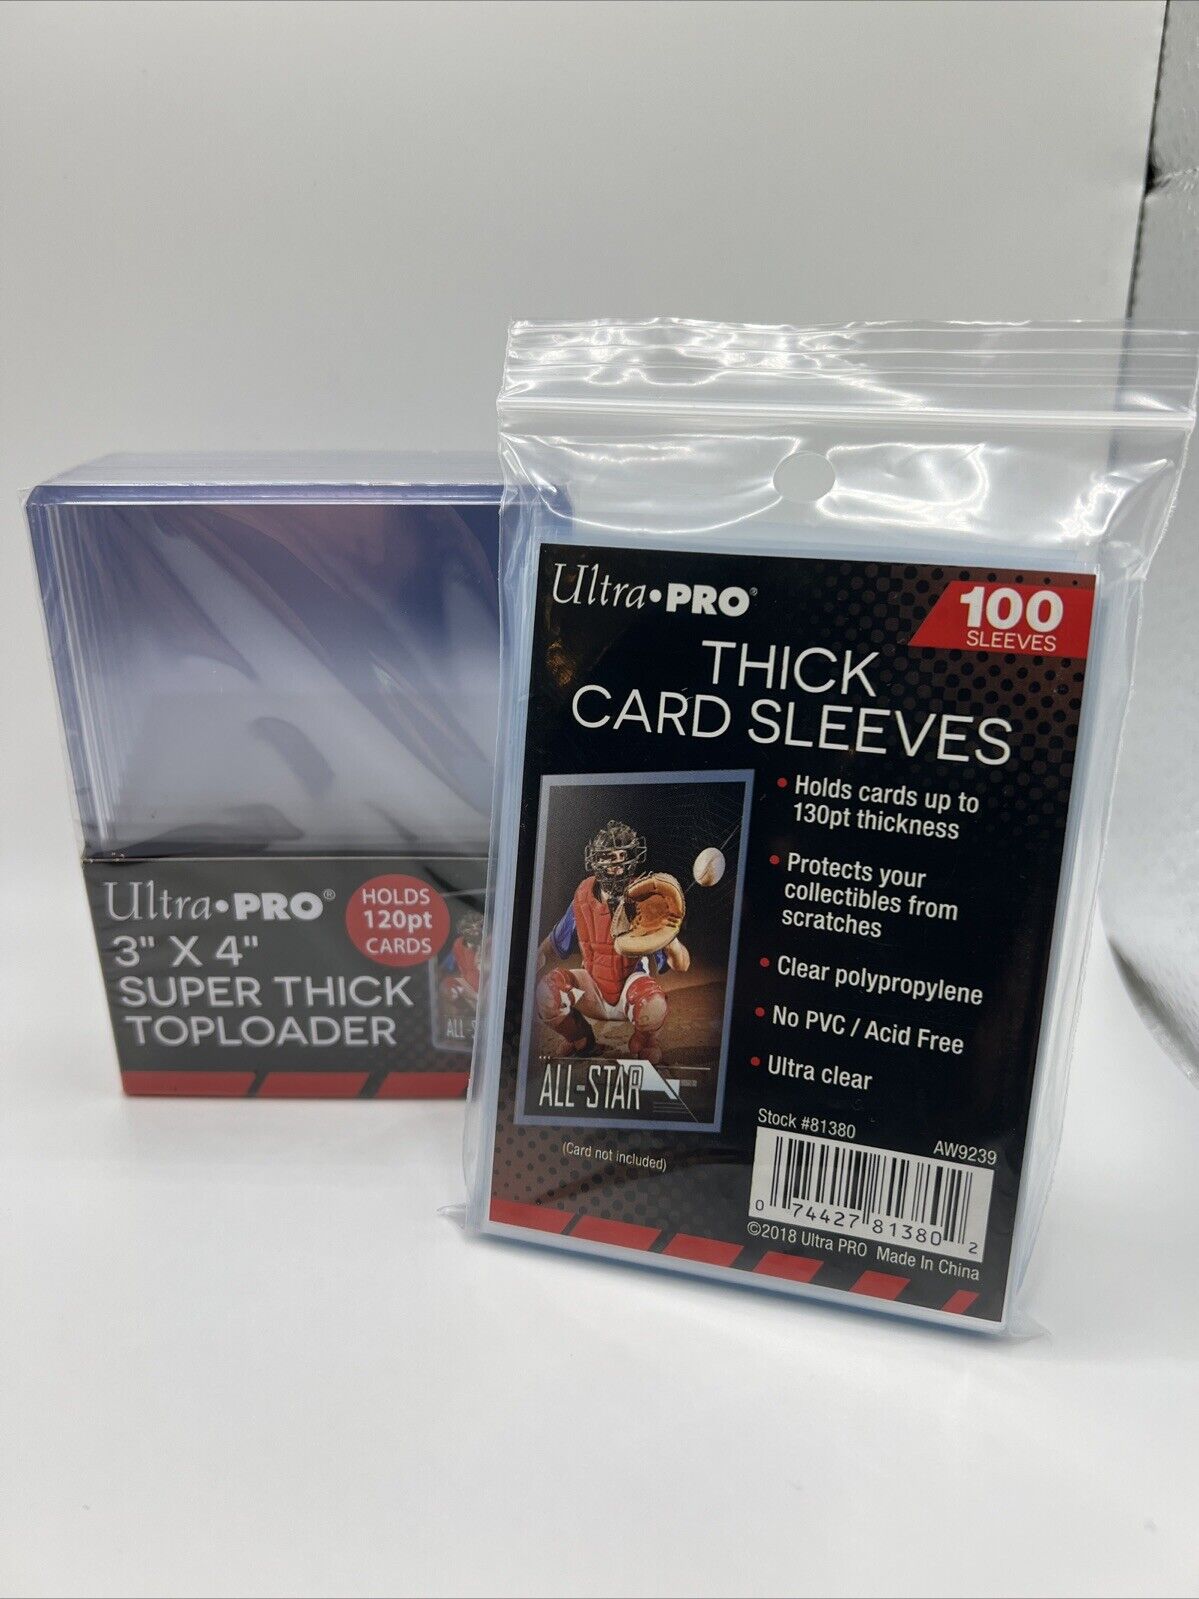 Ultra•PRO®
HOLDS
120pt
CARDS
3" X 4"
SUPER THICK
TOPLOADER
Ultra•PRO®
100
SLEEVES
THICK
CARD SLEEVES
• Holds cards up to
130pt thickness
• Protects your
collectibles from
scratches
• Clear polypropylene
• No PVC / Acid Free
• Ultra clear
ALL-STAR
(Card not included)
Stock #81380
AW9239
0 74427 81380 2
©2018 Ultra PRO Made In China